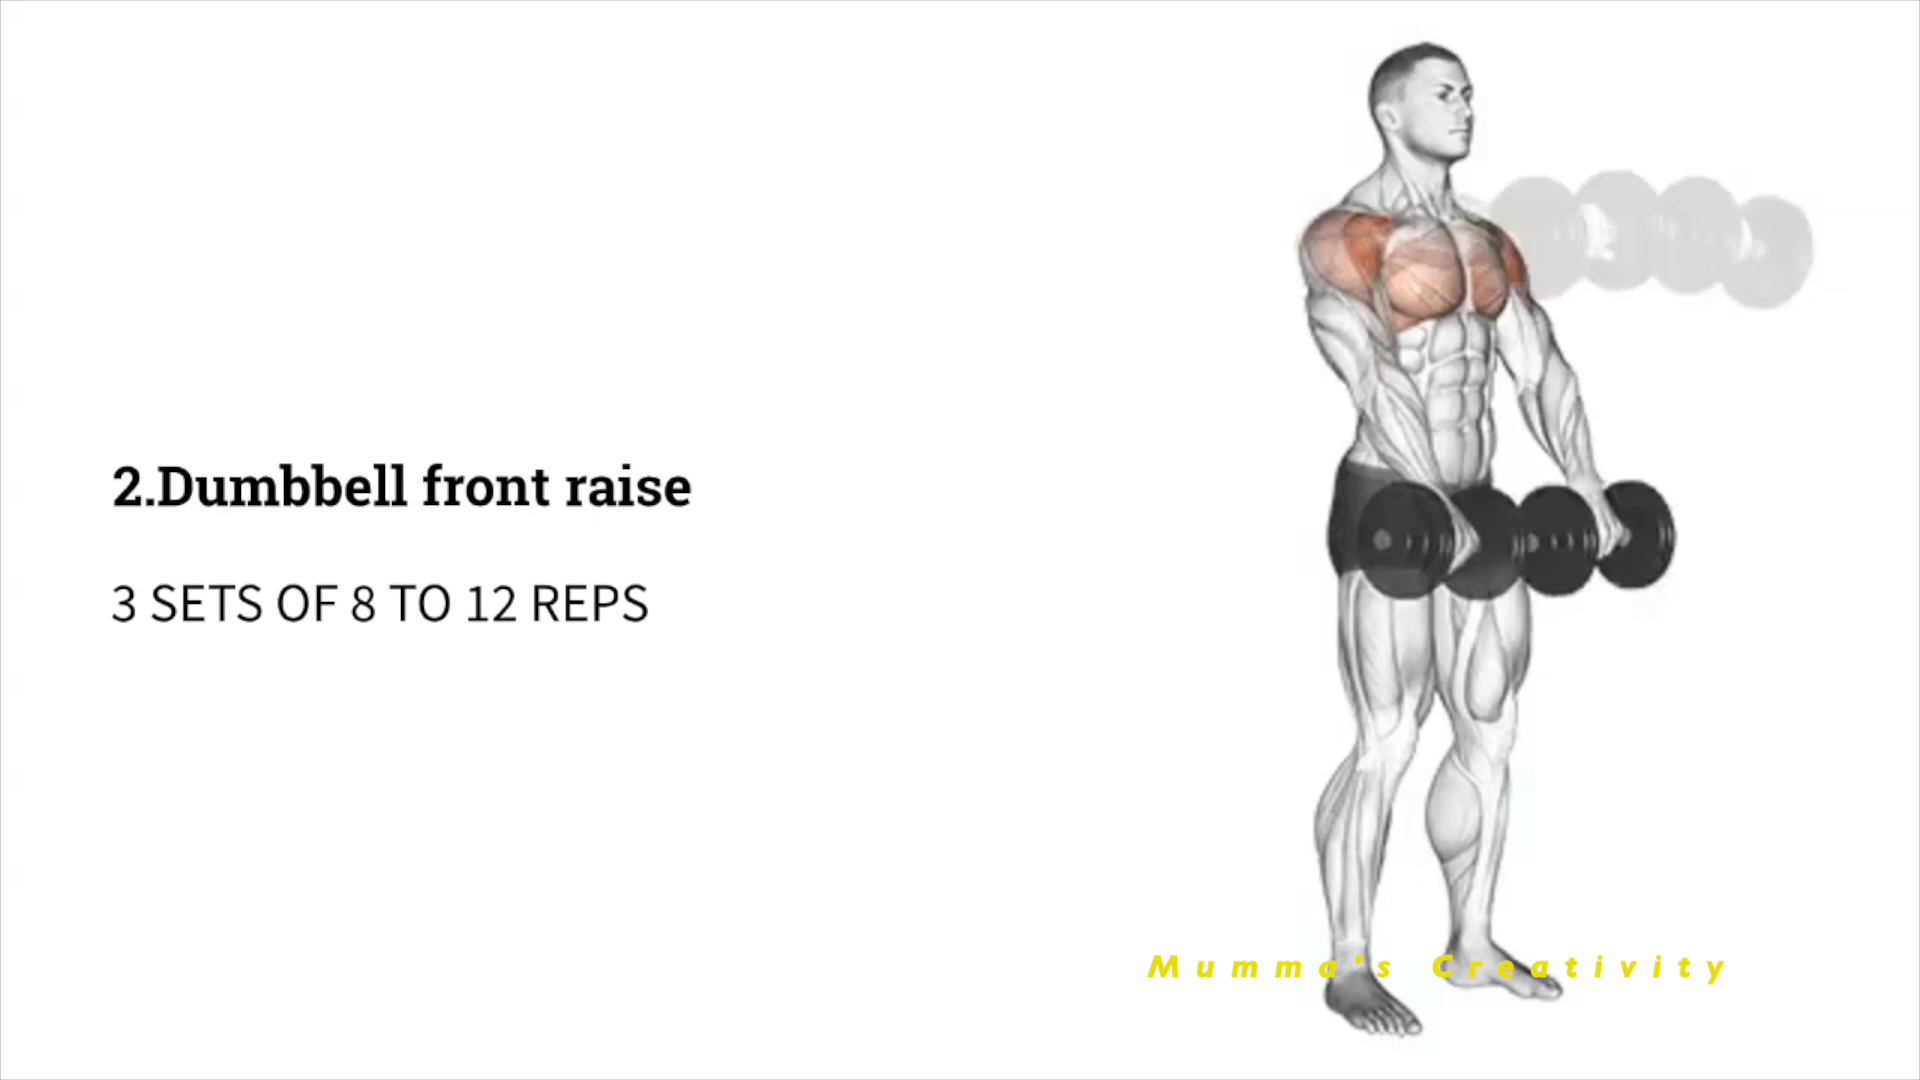 2.Dumbbell front raise
3 SETS OF 8 TO 12 REPS
Mumma's Creativity